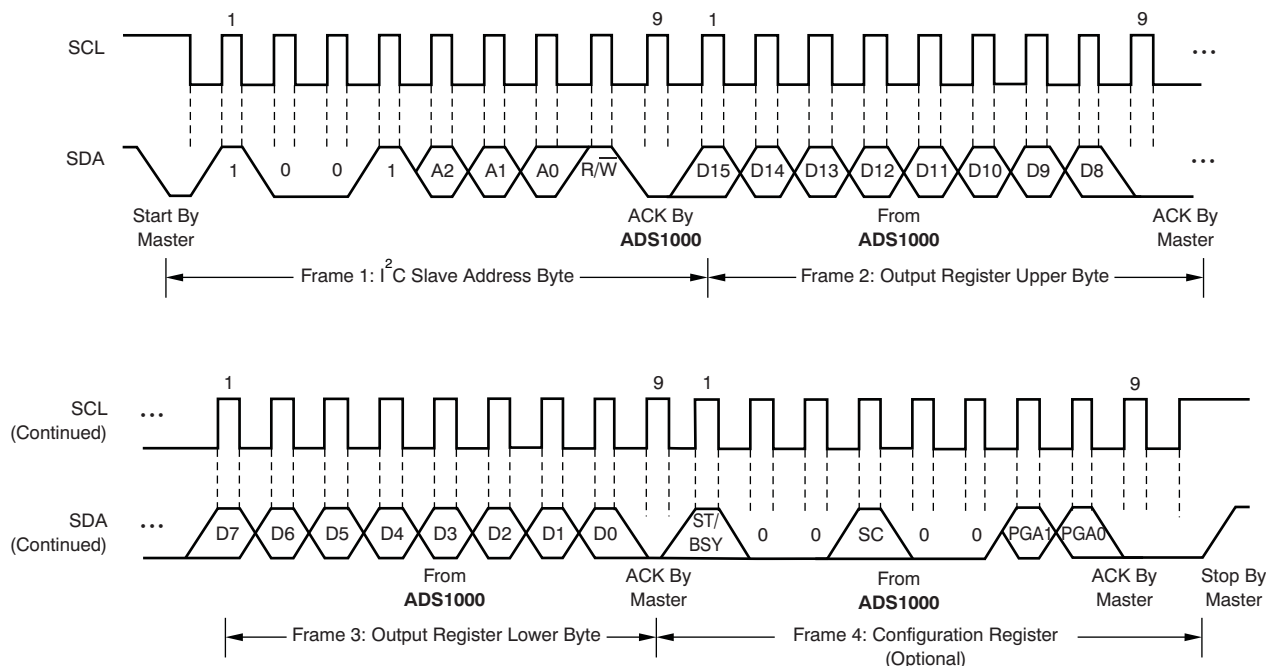 1 9 1 9
SCL ...
SDA 1 0 0 1 A2 A1 A0 R/W̅ D15 D14 D13 D12 D11 D10 D9 D8 ...
Start By Master
ACK By ADS1000
From ADS1000
ACK By Master
Frame 1: I²C Slave Address Byte
Frame 2: Output Register Upper Byte
1 9 1 9
SCL (Continued) ...
SDA (Continued) ... D7 D6 D5 D4 D3 D2 D1 D0 ST/BSY 0 0 SC 0 0 PGA1 PGA0
From ADS1000
ACK By Master
From ADS1000
ACK By Master
Stop By Master
Frame 3: Output Register Lower Byte
Frame 4: Configuration Register
(Optional)